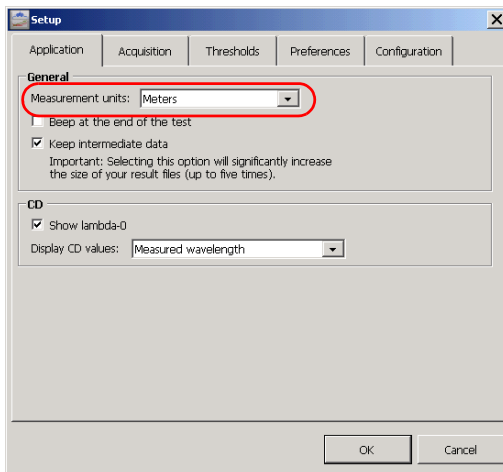 Setup
Application Acquisition Thresholds Preferences Configuration
General
Measurement units: Meters
Beep at the end of the test
Keep intermediate data
Important: Selecting this option will significantly increase
the size of your result files (up to five times).
CD
Show lambda-0
Display CD values: Measured wavelength
OK Cancel